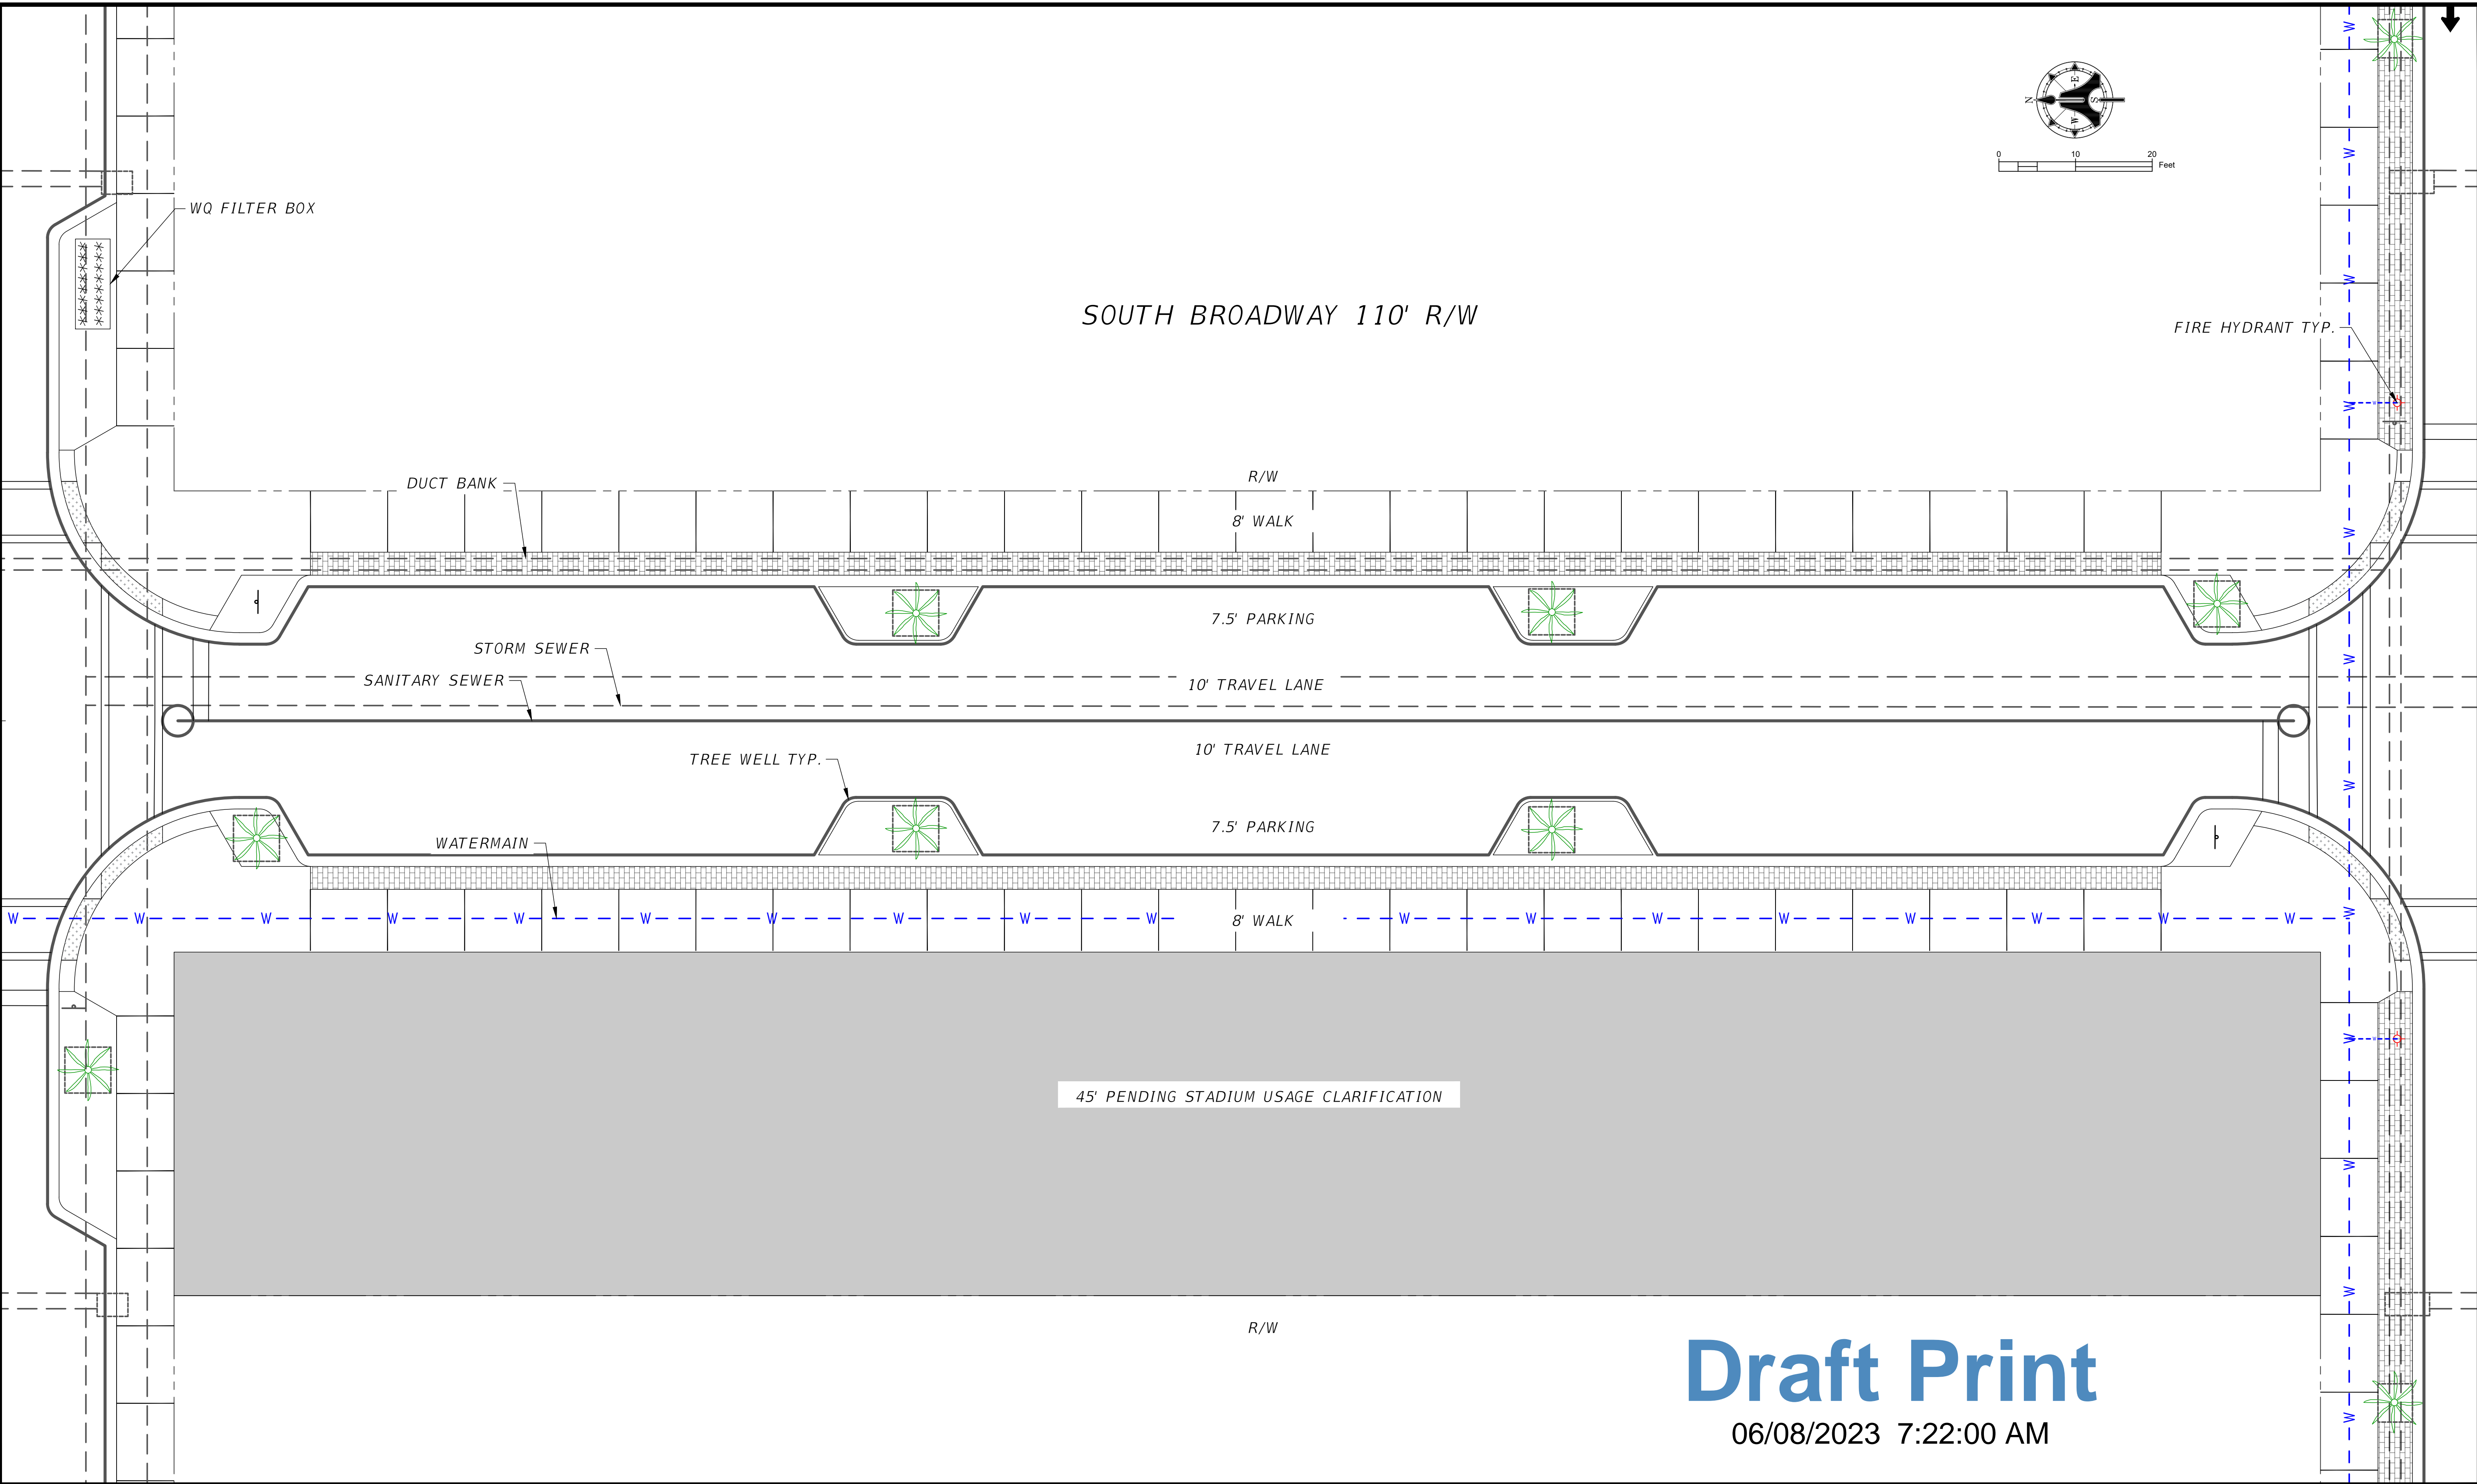 N
E
S
W
0 10 20
Feet
WQ FILTER BOX
SOUTH BROADWAY 110' R/W
FIRE HYDRANT TYP.
R/W
DUCT BANK
8' WALK
7.5' PARKING
STORM SEWER
SANITARY SEWER
10' TRAVEL LANE
10' TRAVEL LANE
TREE WELL TYP.
7.5' PARKING
WATERMAIN
W W W W W W W W W W W W W W W W W W
8' WALK
W W W W W W W W W W W W
45' PENDING STADIUM USAGE CLARIFICATION
R/W
Draft Print
06/08/2023 7:22:00 AM